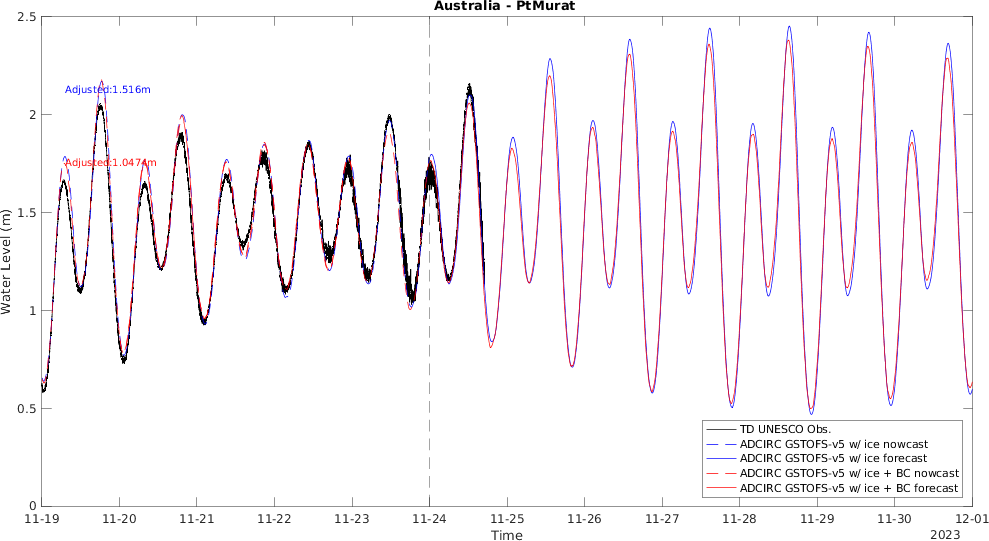 Australia - PtMurat
2.5
2
1.5
1
0.5
0
Water Level (m)
Adjusted:1.516m
Adjusted:1.0474m
TD UNESCO Obs.
ADCIRC GSTOFS-v5 w/ ice nowcast
ADCIRC GSTOFS-v5 w/ ice forecast
ADCIRC GSTOFS-v5 w/ ice + BC nowcast
ADCIRC GSTOFS-v5 w/ ice + BC forecast
11-19 11-20 11-21 11-22 11-23 11-24 11-25 11-26 11-27 11-28 11-29 11-30 12-01
Time
2023